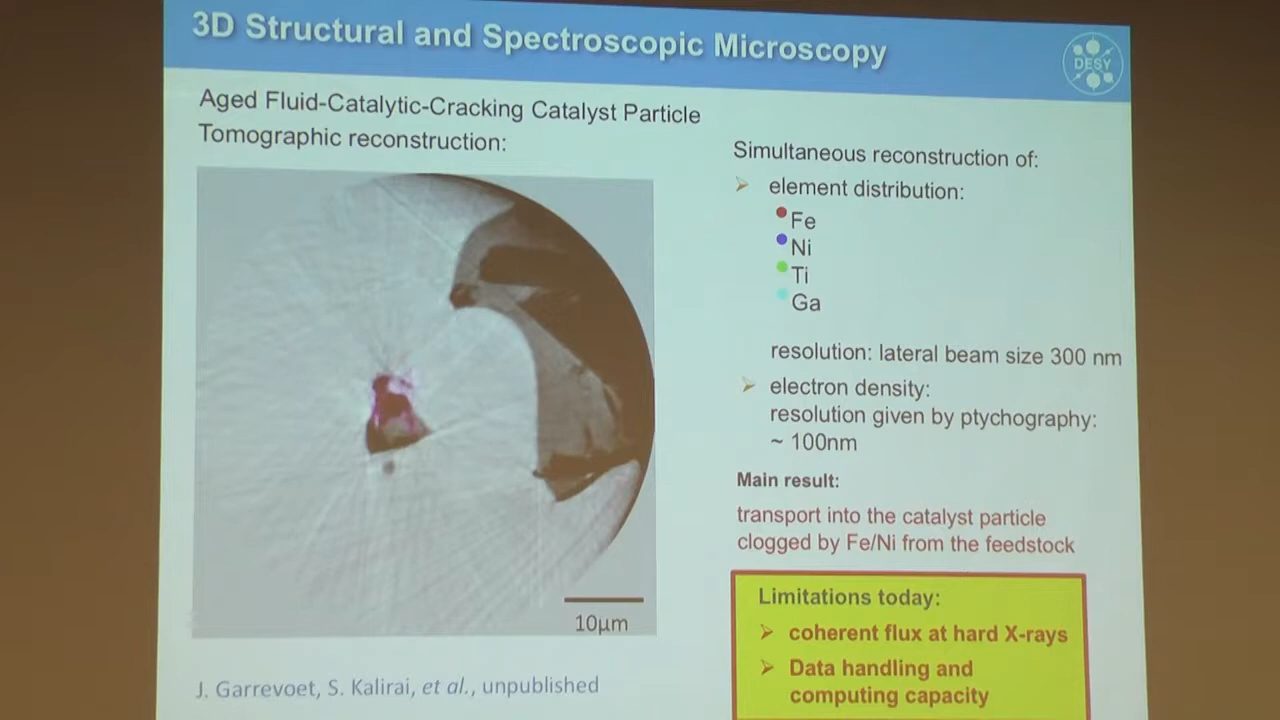 3D Structural and Spectroscopic Microscopy
DESY
Aged Fluid-Catalytic-Cracking Catalyst Particle
Tomographic reconstruction:
10µm
J. Garrevoet, S. Kalirai, et al., unpublished
Simultaneous reconstruction of:
element distribution:
Fe
Ni
Ti
Ga
resolution: lateral beam size 300 nm
electron density:
resolution given by ptychography:
~ 100nm
Main result:
transport into the catalyst particle
clogged by Fe/Ni from the feedstock
Limitations today:
coherent flux at hard X-rays
Data handling and
computing capacity